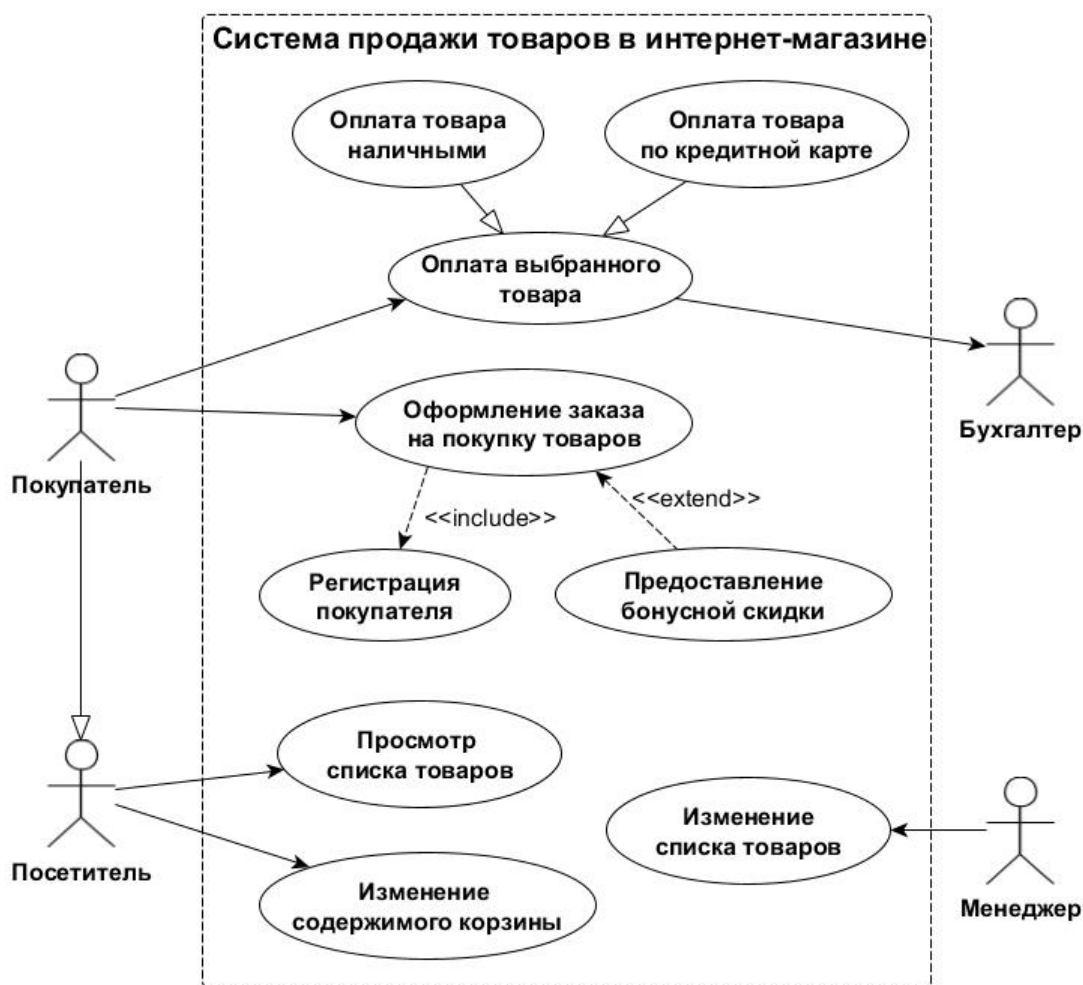 Система продажи товаров в интернет-магазине
Оплата товара
наличными
Оплата товара
по кредитной карте
Оплата выбранного
товара
Бухгалтер
Оформление заказа
на покупку товаров
Покупатель
<<include>>
<<extend>>
Регистрация
покупателя
Предоставление
бонусной скидки
Просмотр
списка товаров
Изменение
списка товаров
Посетитель
Изменение
содержимого корзины
Менеджер